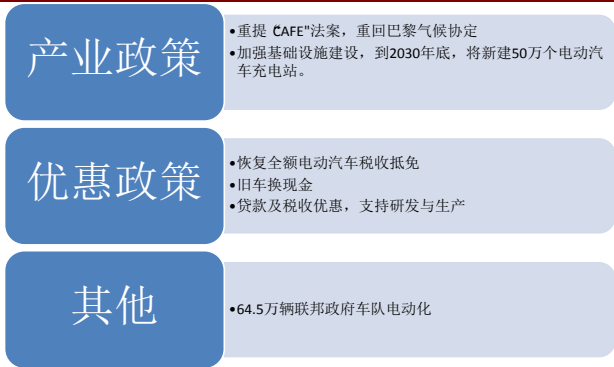 产业政策
•重提“CAFE"法案，重回巴黎气候协定
•加强基础设施建设，到2030年底，将新建50万个电动汽
车充电站。
优惠政策
•恢复全额电动汽车税收抵免
•旧车换现金
•贷款及税收优惠，支持研发与生产
其他
•64.5万辆联邦政府车队电动化